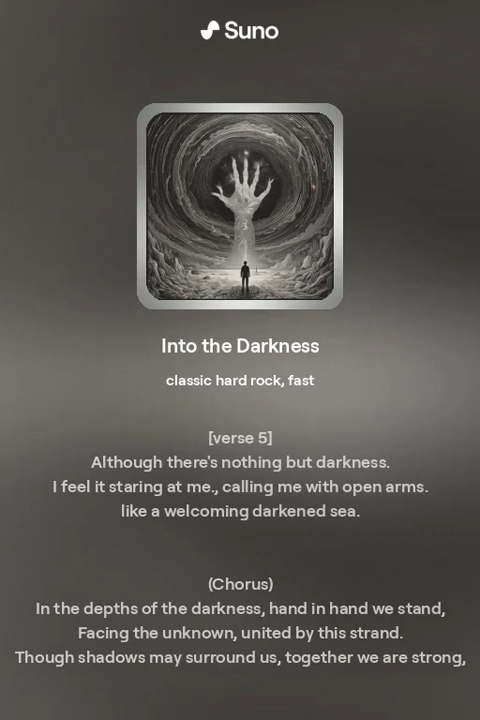 Suno
Into the Darkness
classic hard rock, fast
[verse 5]
Although there's nothing but darkness.
I feel it staring at me., calling me with open arms.
like a welcoming darkened sea.
(Chorus)
In the depths of the darkness, hand in hand we stand,
Facing the unknown, united by this strand.
Though shadows may surround us, together we are strong,